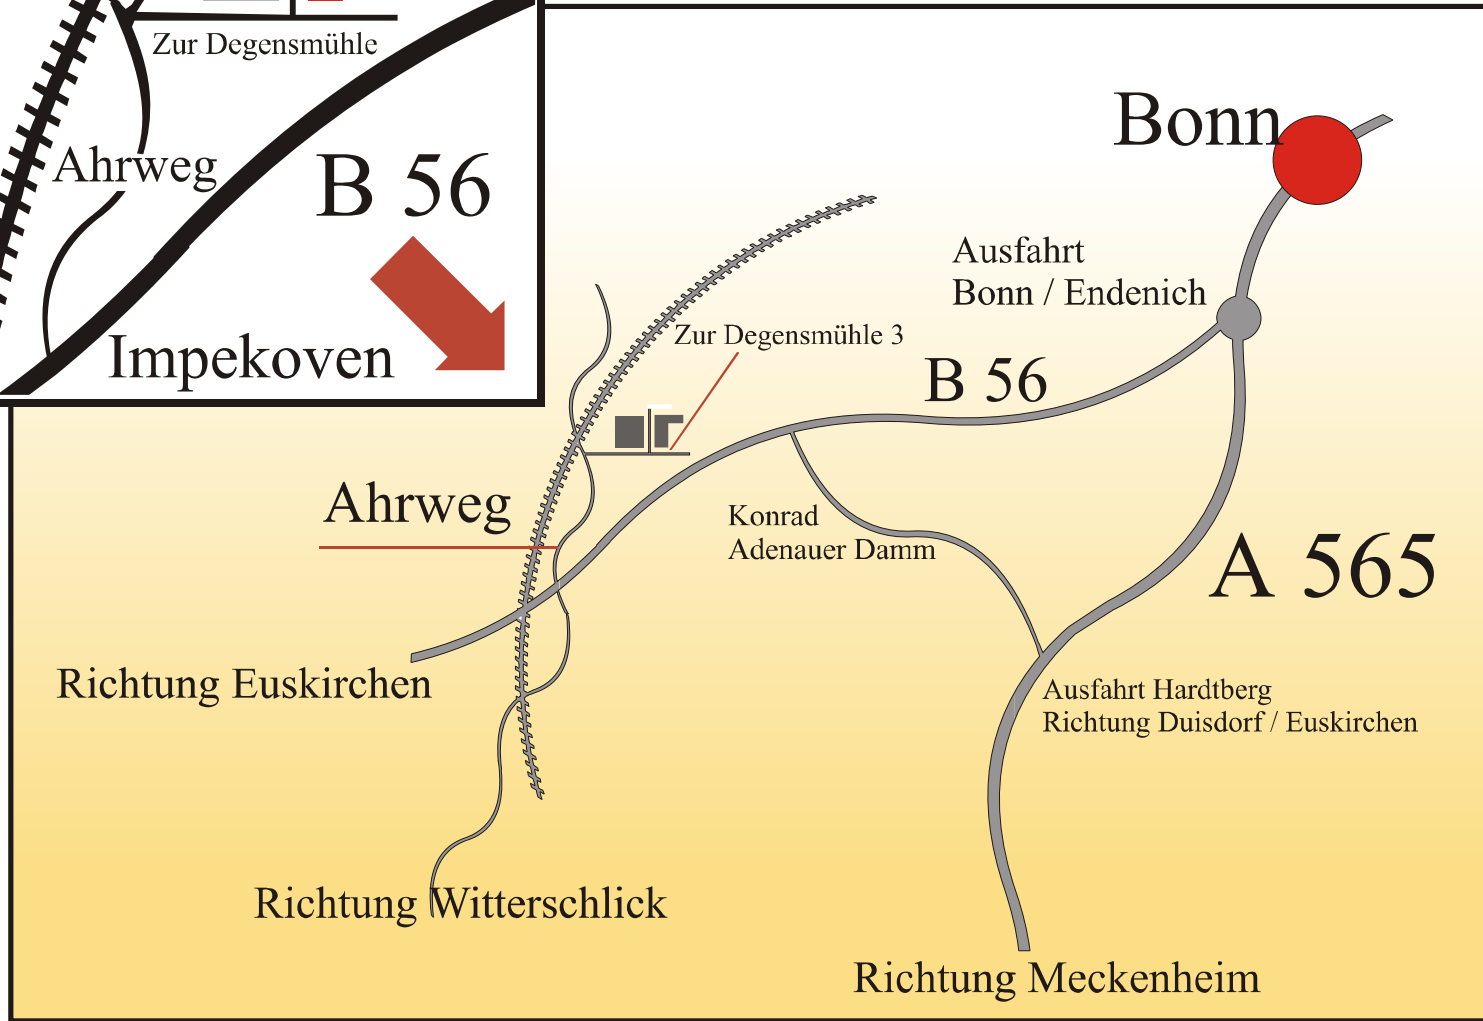 Zur Degensmühle
Ahrweg
B 56
Impekoven
Bonn
Ausfahrt
Bonn / Endenich
Zur Degensmühle 3
B 56
Ahrweg
Konrad
Adenauer Damm
A 565
Richtung Euskirchen
Ausfahrt Hardtberg
Richtung Duisdorf / Euskirchen
Richtung Witterschlick
Richtung Meckenheim